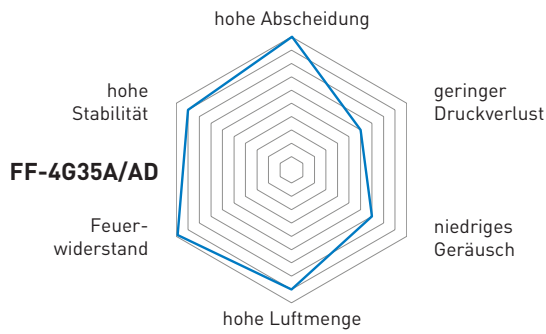 hohe Abscheidung
hohe
Stabilität
geringer
Druckverlust
FF-4G35A/AD
Feuer-
widerstand
niedriges
Geräusch
hohe Luftmenge